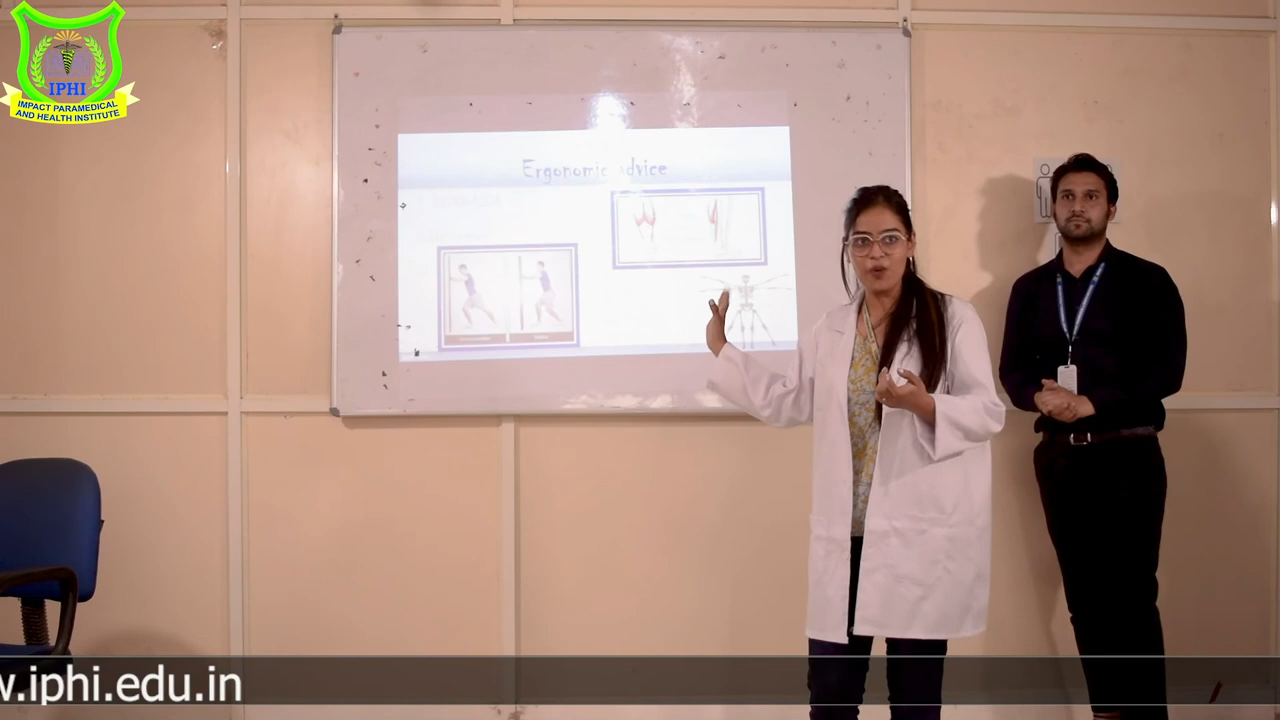 IPHI
IMPACT PARAMEDICAL
AND HEALTH INSTITUTE
Ergonomic advice
w.iphi.edu.in